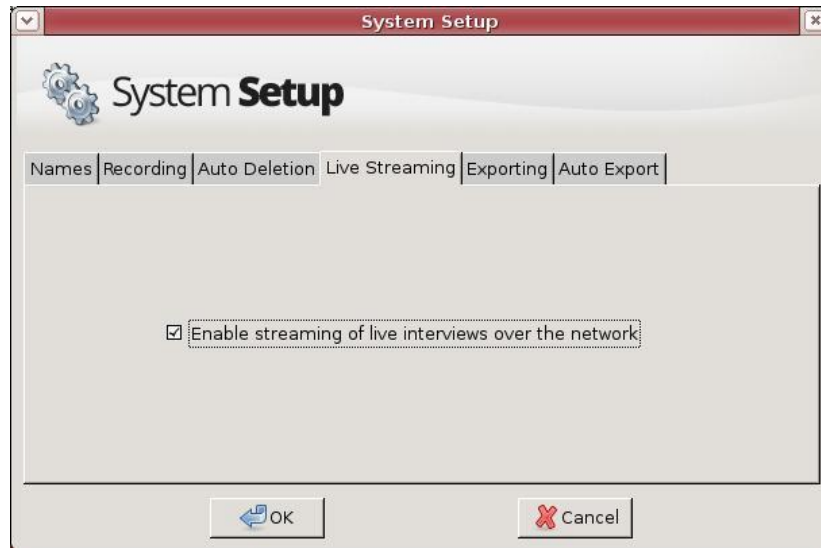 System Setup
System Setup
Names Recording Auto Deletion Live Streaming Exporting Auto Export
Enable streaming of live interviews over the network
OK Cancel